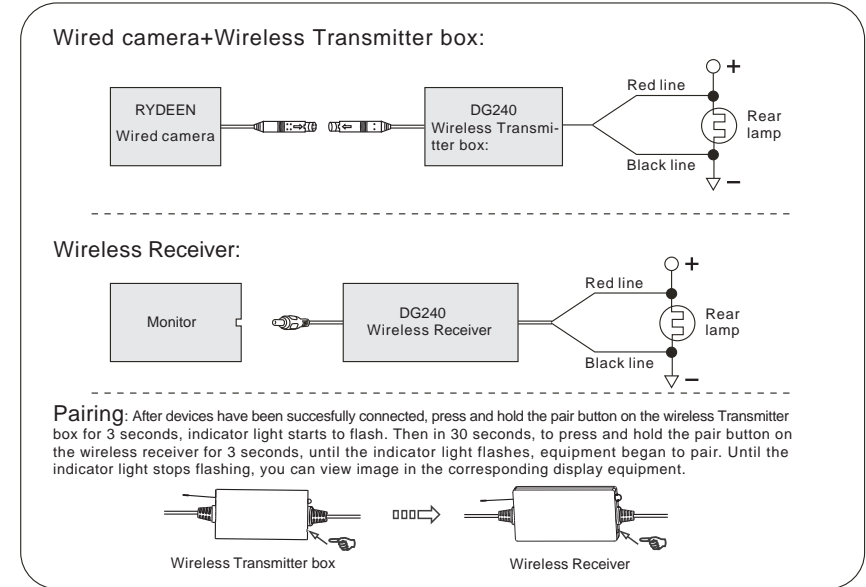 Wired camera+Wireless Transmitter box:
+
Red line
RYDEEN
Wired camera
DG240
Wireless Transmi-
tter box:
Rear
lamp
Black line
−
Wireless Receiver:
+
Red line
Monitor
DG240
Wireless Receiver
Rear
lamp
Black line
−
Pairing: After devices have been succesfully connected, press and hold the pair button on the wireless Transmitter
box for 3 seconds, indicator light starts to flash. Then in 30 seconds, to press and hold the pair button on
the wireless receiver for 3 seconds, until the indicator light flashes, equipment began to pair. Until the
indicator light stops flashing, you can view image in the corresponding display equipment.
Wireless Transmitter box
Wireless Receiver